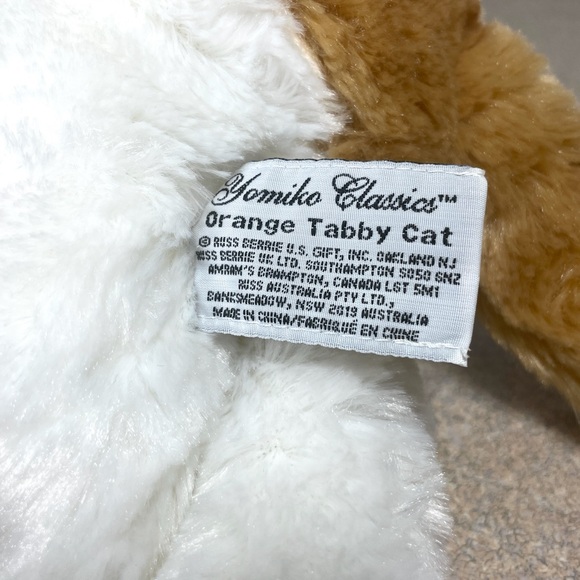 Yomiko Classics™
Orange Tabby Cat
© RUSS BERRIE U.S. GIFT, INC. OAKLAND NJ
RUSS BERRIE UK LTD. SOUTHAMPTON SO50 SNZ
AMRAM'S BRAMPTON, CANADA L6T 5M1
RUSS AUSTRALIA PTY LTD.,
BANKSMEADOW, NSW 2019 AUSTRALIA
MADE IN CHINA/FABRIQUÉ EN CHINE